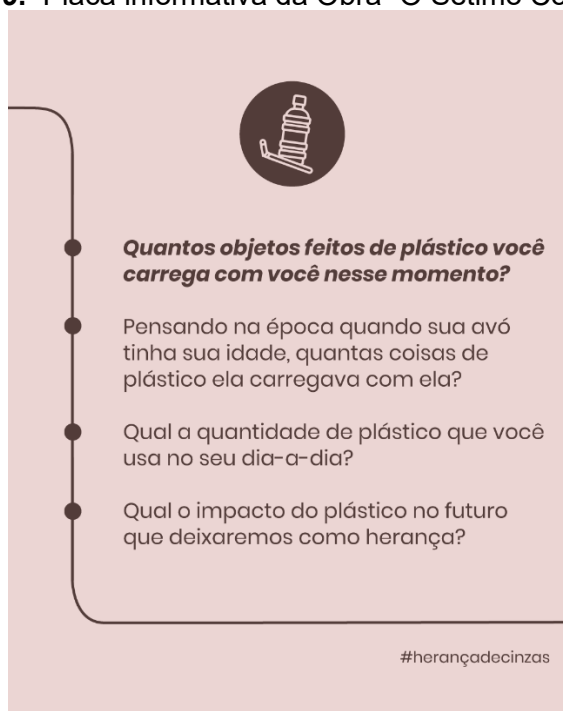 Placa Informativa da Obra "O Sétimo Co
Quantos objetos feitos de plástico você
carrega com você nesse momento?
Pensando na época quando sua avó
tinha sua idade, quantas coisas de
plástico ela carregava com ela?
Qual a quantidade de plástico que você
usa no seu dia-a-dia?
Qual o impacto do plástico no futuro
que deixaremos como herança?
#herançadecinzas